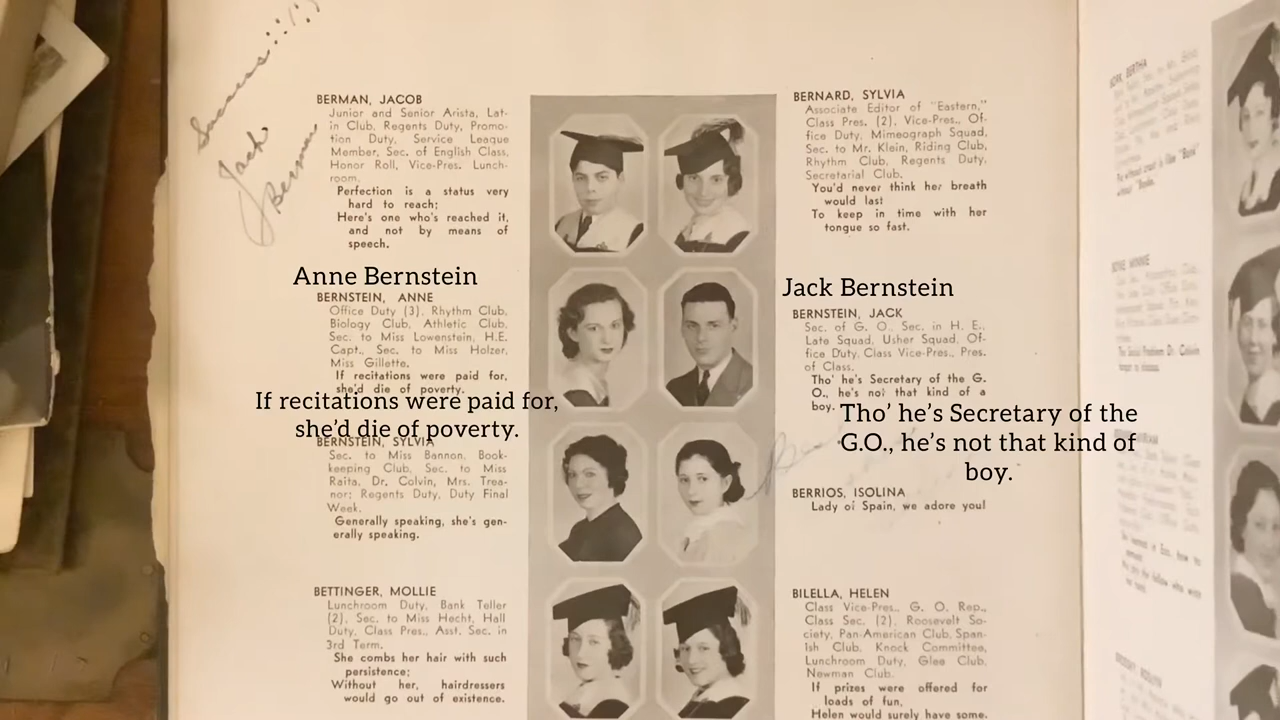 Success!!!!
Jack
Berman
BERMAN, JACOB
Junior and Senior Arista, Lat-
in Club, Regents Duty, Promo-
tion Duty, Service League
Member, Sec. of English Class,
Honor Roll, Vice-Pres. Lunch-
room.
Perfection is a status very
hard to reach;
Here's one who's reached it,
and not by means of
speech.
Anne Bernstein
BERNSTEIN, ANNE
Office Duty (3), Rhythm Club,
Biology Club, Athletic Club,
Sec. to Miss Lowenstein, H.E.
Capt., Sec. to Miss Holzer,
Miss Gillette,
If recitations were paid for,
she'd die of poverty.
If recitations were paid for,
she'd die of poverty.
BERNSTEIN, SYLVIA
Sec. to Miss Bannon, Book-
keeping Club, Sec. to Miss
Raita, Dr. Colvin, Mrs. Trea-
nor; Regents Duty, Duty Final
Week.
Generally speaking, she's gen-
erally speaking.
BETTINGER, MOLLIE
Lunchroom Duty, Bank Teller
(2), Sec. to Miss Hecht, Hall
Duty, Class Pres., Asst. Sec. in
3rd Term.
She combs her hair with such
persistence;
Without her, hairdressers
would go out of existence.
BERNARD, SYLVIA
Associate Editor of "Eastern,"
Class Pres. (2), Vice-Pres., Of-
fice Duty, Mimeograph Squad,
Sec. to Mr. Klein, Riding Club,
Rhythm Club, Regents Duty,
Secretarial Club.
You'd never think her breath
would last
To keep in time with her
tongue so fast.
Jack Bernstein
BERNSTEIN, JACK
Sec. of G. O., Sec. in H. E.,
Late Squad, Usher Squad, Of-
fice Duty, Class Vice-Pres., Pres.
of Class.
Tho' he's Secretary of the G.
O., he's not that kind of a
boy.
Tho' he's Secretary of the
G.O., he's not that kind of
boy.
BERRIOS, ISOLINA
Lady of Spain, we adore you!
BILELLA, HELEN
Class Vice-Pres., G. O. Rep.,
Class Sec. (2), Roosevelt So-
ciety, Pan-American Club, Span-
ish Club, Knock Committee,
Lunchroom Duty, Glee Club,
Newman Club.
If prizes were offered for
loads of fun,
Helen would surely have some.
BORK, BERTHA